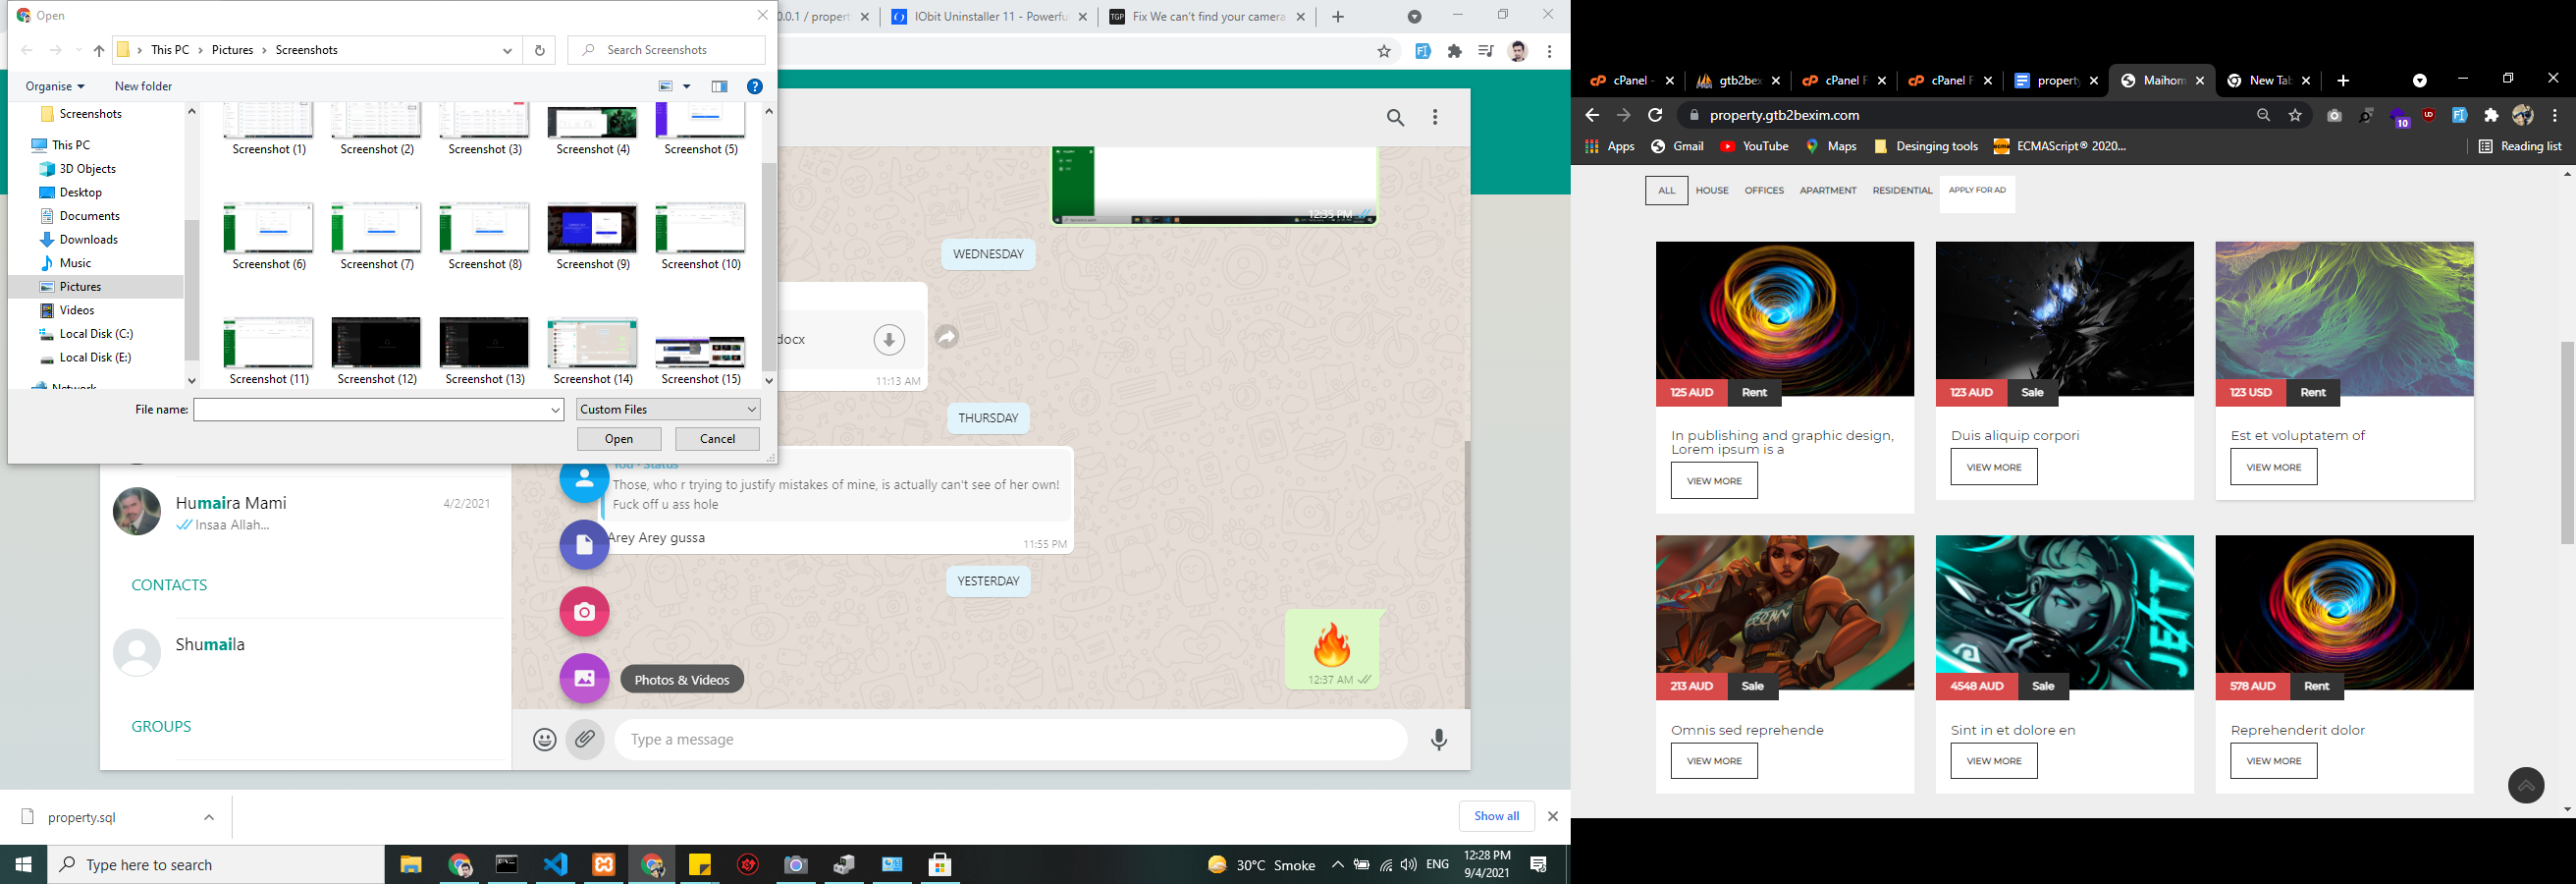 Open
0.0.1 / propert
IObit Uninstaller 11 - Powerful
TGP
Fix We can't find your camera
This PC
Pictures
Screenshots
Search Screenshots
Organise
New folder
Screenshots
This PC
3D Objects
Desktop
Documents
Downloads
Music
Pictures
Videos
Local Disk (C:)
Local Disk (E:)
Network
Screenshot (1)
Screenshot (2)
Screenshot (3)
Screenshot (4)
Screenshot (5)
Screenshot (6)
Screenshot (7)
Screenshot (8)
Screenshot (9)
Screenshot (10)
Screenshot (11)
Screenshot (12)
Screenshot (13)
Screenshot (14)
Screenshot (15)
File name:
Custom Files
Open
Cancel
12:35 PM
WEDNESDAY
docx
11:13 AM
THURSDAY
You · Status
Those, who r trying to justify mistakes of mine, is actually can't see of her own!
Fuck off u ass hole
Arey Arey gussa
11:55 PM
YESTERDAY
12:37 AM
Humaira Mami
4/2/2021
Insaa Allah...
CONTACTS
Shumaila
GROUPS
Photos & Videos
Type a message
property.sql
Show all
Type here to search
30°C Smoke
ENG
12:28 PM
9/4/2021
cPanel -
gtb2bex
cPanel F
cPanel F
property
Maihom
New Tab
property.gtb2bexim.com
10
UD
Apps
Gmail
YouTube
Maps
Desinging tools
ECMAScript® 2020...
Reading list
ALL
HOUSE
OFFICES
APARTMENT
RESIDENTIAL
APPLY FOR AD
125 AUD
Rent
In publishing and graphic design,
Lorem ipsum is a
VIEW MORE
123 AUD
Sale
Duis aliquip corpori
VIEW MORE
123 USD
Rent
Est et voluptatem of
VIEW MORE
213 AUD
Sale
Omnis sed reprehende
VIEW MORE
JETT
4548 AUD
Sale
Sint in et dolore en
VIEW MORE
578 AUD
Rent
Reprehenderit dolor
VIEW MORE